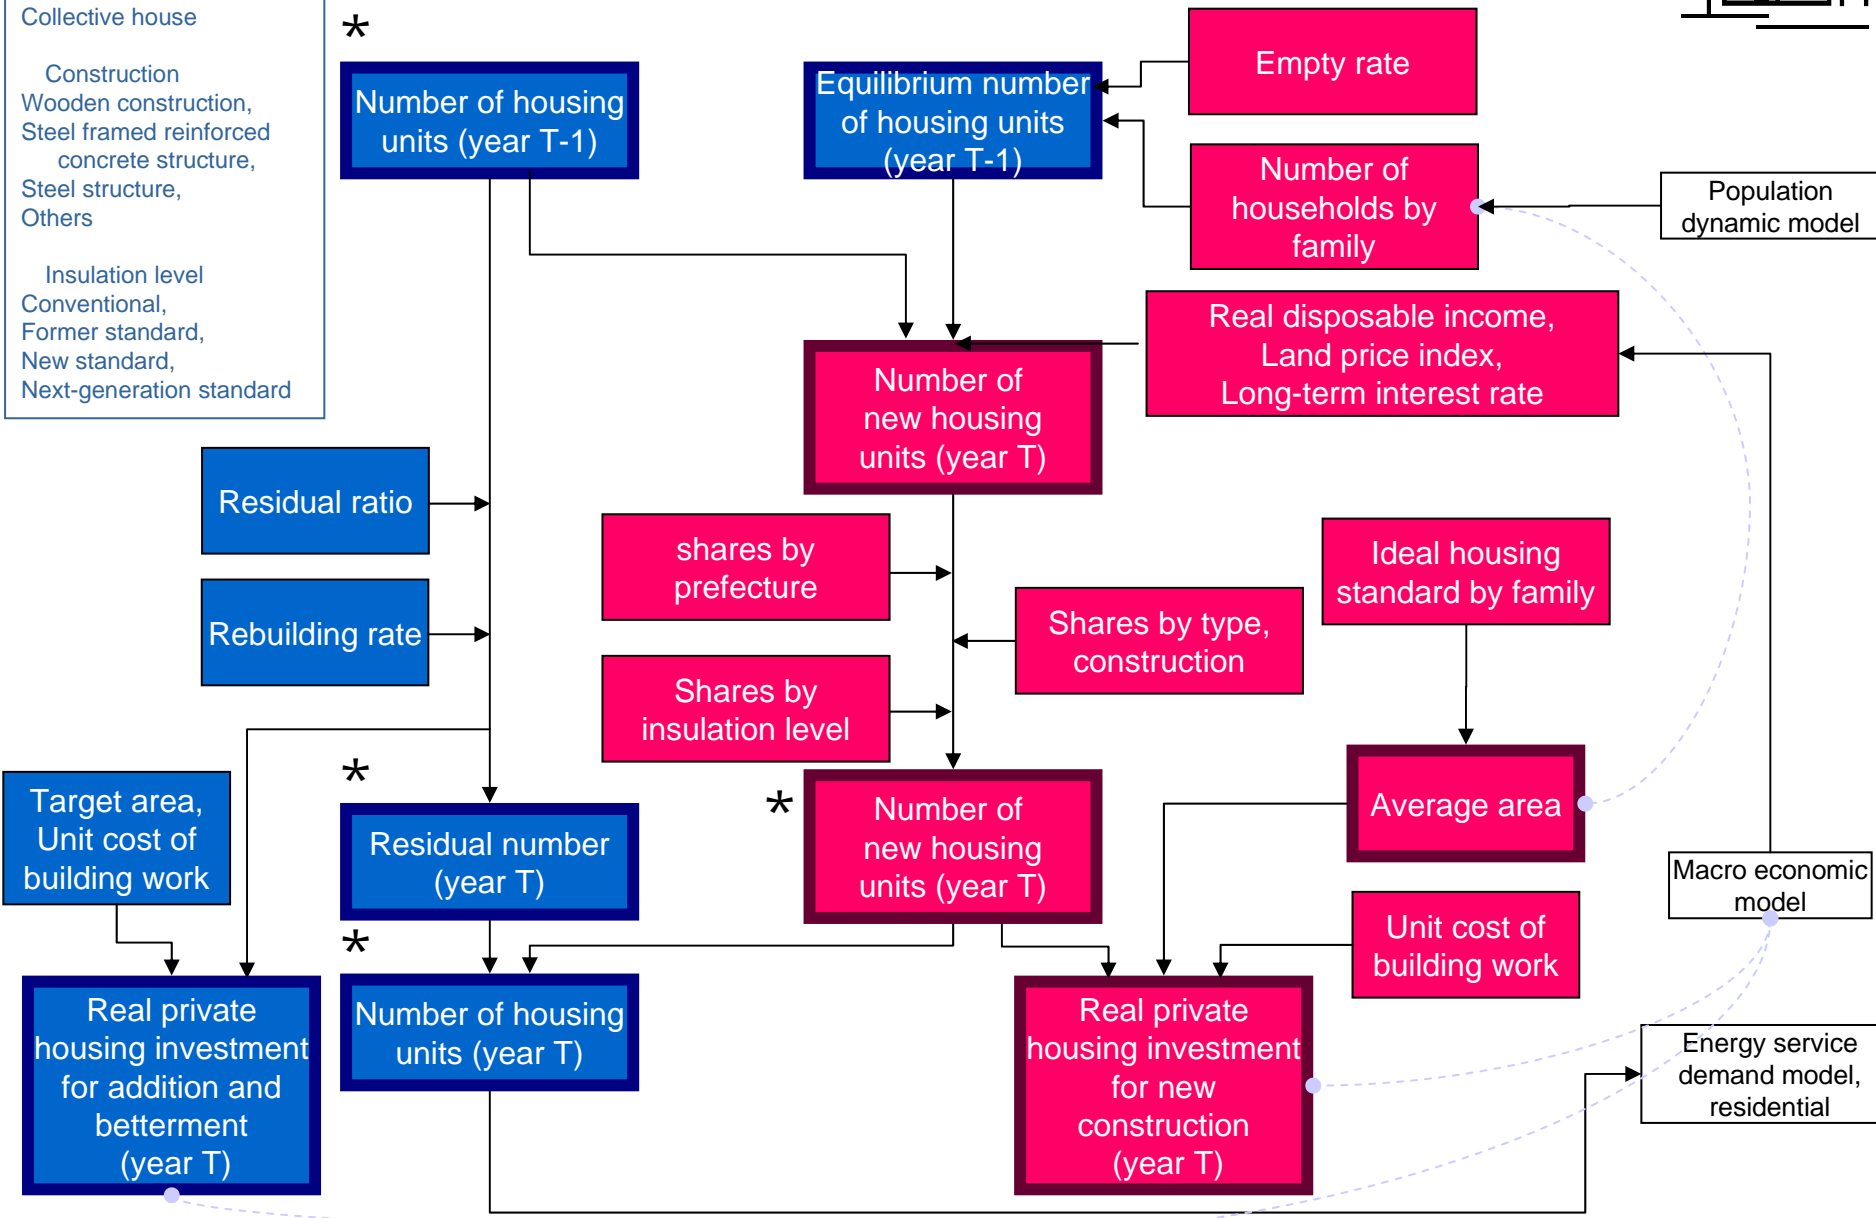 Collective house
Construction
Wooden construction,
Steel framed reinforced
concrete structure,
Steel structure,
Others
Insulation level
Conventional,
Former standard,
New standard,
Next-generation standard
*
Number of housing
units (year T-1)
Equilibrium number
of housing units
(year T-1)
Empty rate
Number of
households by
family
Population
dynamic model
Real disposable income,
Land price index,
Long-term interest rate
Number of
new housing
units (year T)
Residual ratio
shares by
prefecture
Ideal housing
standard by family
Rebuilding rate
Shares by type,
construction
Shares by
insulation level
Target area,
Unit cost of
building work
*
Residual number
(year T)
*
Number of
new housing
units (year T)
Average area
Macro economic
model
Unit cost of
building work
*
Real private
housing investment
for addition and
betterment
(year T)
Number of housing
units (year T)
Real private
housing investment
for new
construction
(year T)
Energy service
demand model,
residential